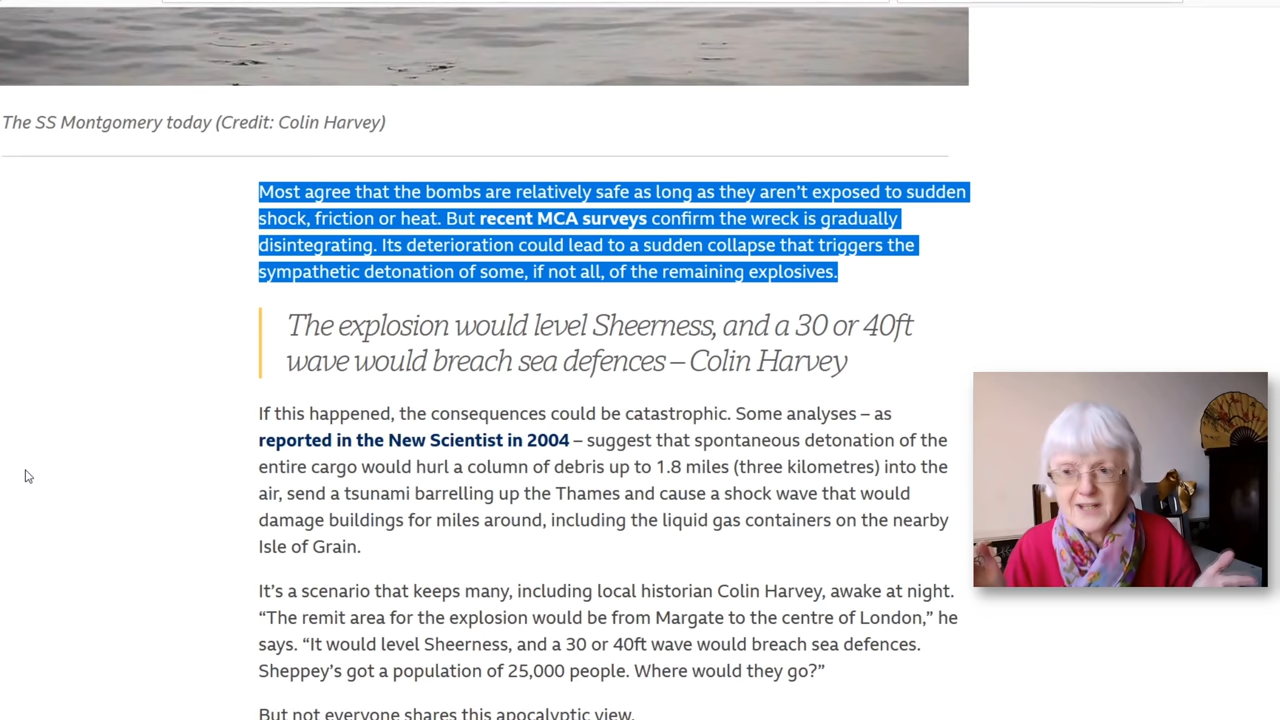 The SS Montgomery today (Credit: Colin Harvey)
Most agree that the bombs are relatively safe as long as they aren’t exposed to sudden
shock, friction or heat. But recent MCA surveys confirm the wreck is gradually
disintegrating. Its deterioration could lead to a sudden collapse that triggers the
sympathetic detonation of some, if not all, of the remaining explosives.
The explosion would level Sheerness, and a 30 or 40ft
wave would breach sea defences – Colin Harvey
If this happened, the consequences could be catastrophic. Some analyses – as
reported in the New Scientist in 2004 – suggest that spontaneous detonation of the
entire cargo would hurl a column of debris up to 1.8 miles (three kilometres) into the
air, send a tsunami barrelling up the Thames and cause a shock wave that would
damage buildings for miles around, including the liquid gas containers on the nearby
Isle of Grain.
It’s a scenario that keeps many, including local historian Colin Harvey, awake at night.
“The remit area for the explosion would be from Margate to the centre of London,” he
says. “It would level Sheerness, and a 30 or 40ft wave would breach sea defences.
Sheppey’s got a population of 25,000 people. Where would they go?”
But not everyone shares this apocalyptic view.